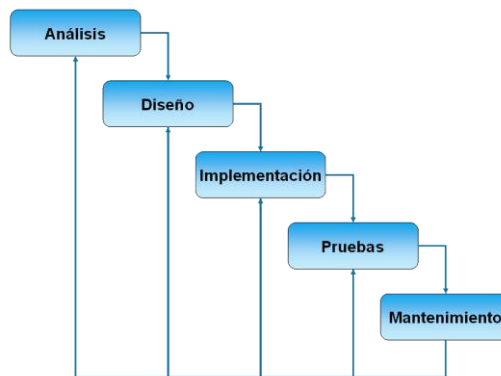 Análisis
Diseño
Implementación
Pruebas
Mantenimiento